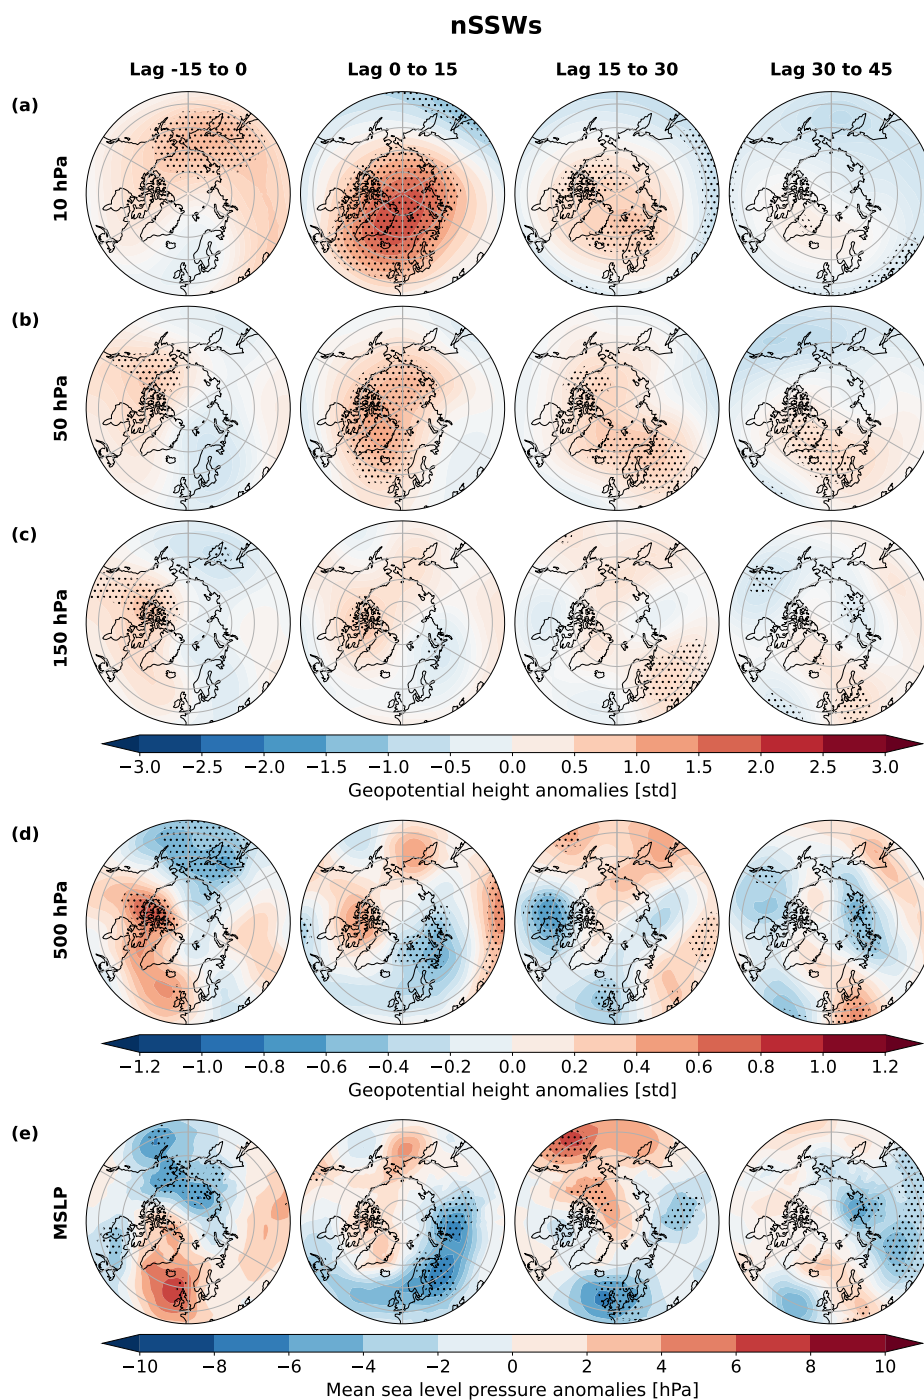 nSSWs
Lag -15 to 0 Lag 0 to 15 Lag 15 to 30 Lag 30 to 45
(a)
10 hPa
(b)
50 hPa
(c)
150 hPa
−3.0 −2.5 −2.0 −1.5 −1.0 −0.5 0.0 0.5 1.0 1.5 2.0 2.5 3.0
Geopotential height anomalies [std]
(d)
500 hPa
−1.2 −1.0 −0.8 −0.6 −0.4 −0.2 0.0 0.2 0.4 0.6 0.8 1.0 1.2
Geopotential height anomalies [std]
(e)
MSLP
−10 −8 −6 −4 −2 0 2 4 6 8 10
Mean sea level pressure anomalies [hPa]